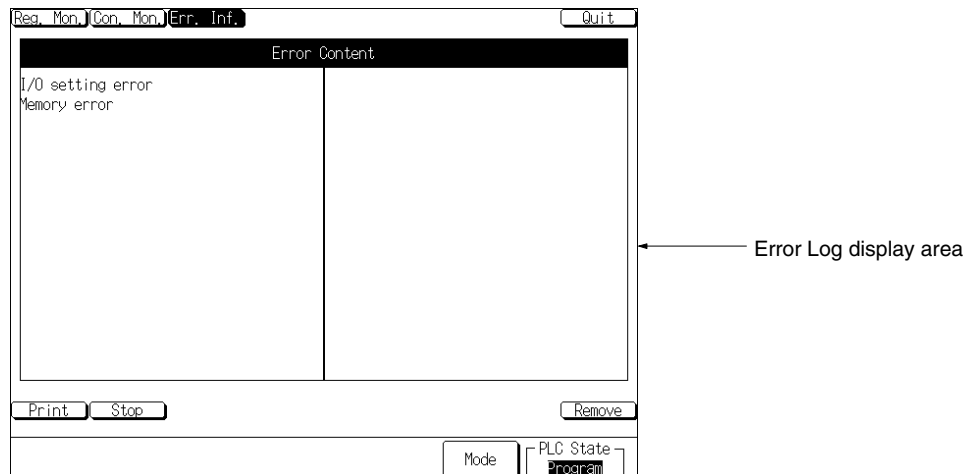 Reg. Mon. Con. Mon. Err. Inf. Quit
Error Content
I/O setting error
Memory error
Error Log display area
Print Stop Remove
Mode PLC State
Program